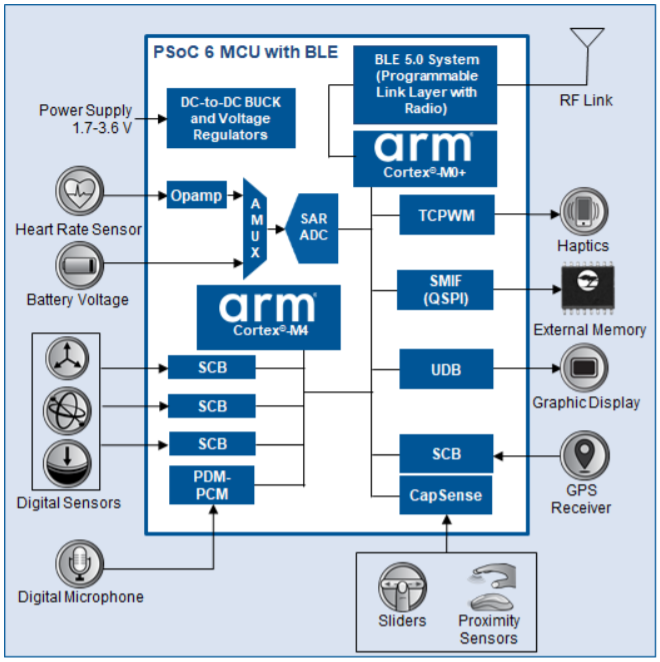 PSoC 6 MCU with BLE
BLE 5.0 System
(Programmable
Link Layer with
Radio)
RF Link
Power Supply
1.7-3.6 V
DC-to-DC BUCK
and Voltage
Regulators
arm
Cortex®-M0+
Heart Rate Sensor
Opamp
A
M
U
X
SAR
ADC
TCPWM
Haptics
Battery Voltage
SMIF
(QSPI)
External Memory
arm
Cortex®-M4
SCB
SCB
SCB
PDM-
PCM
Digital Sensors
UDB
Graphic Display
SCB
GPS
Receiver
CapSense
Digital Microphone
Sliders
Proximity
Sensors